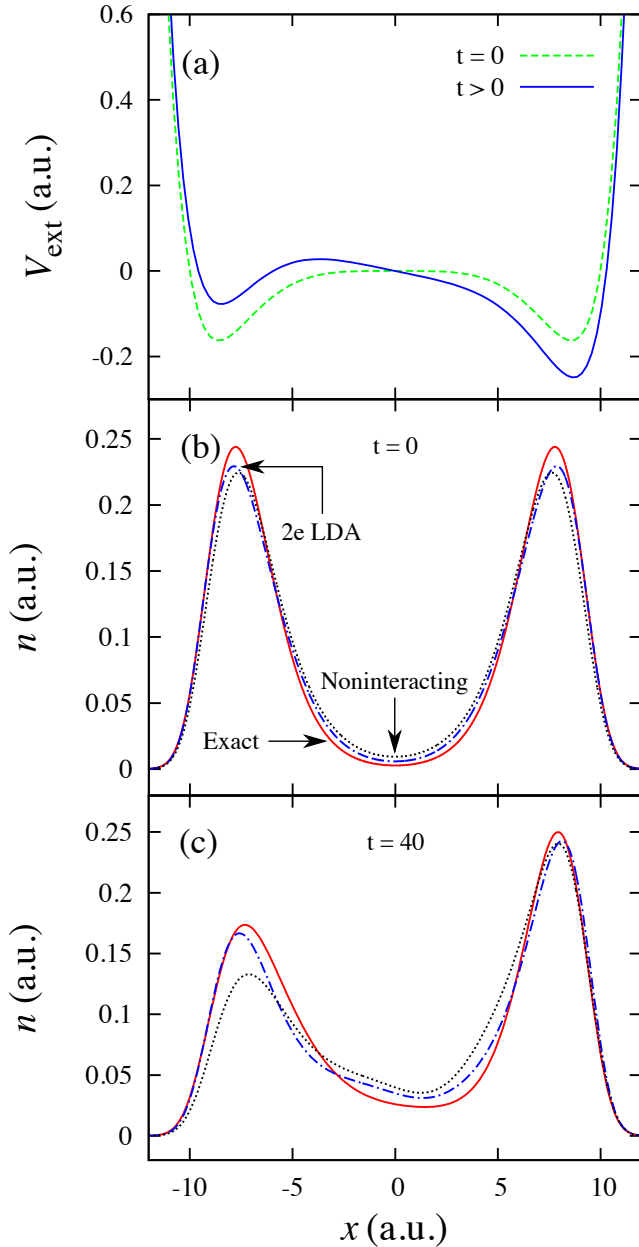 0.6
(a)
t = 0
t > 0
0.4
0.2
0
-0.2
V_ext (a.u.)
(b)
t = 0
0.25
0.2
2e LDA
0.15
n (a.u.)
0.1
Noninteracting
0.05
Exact
0
(c)
t = 40
0.25
0.2
0.15
n (a.u.)
0.1
0.05
0
-10 -5 0 5 10
x (a.u.)